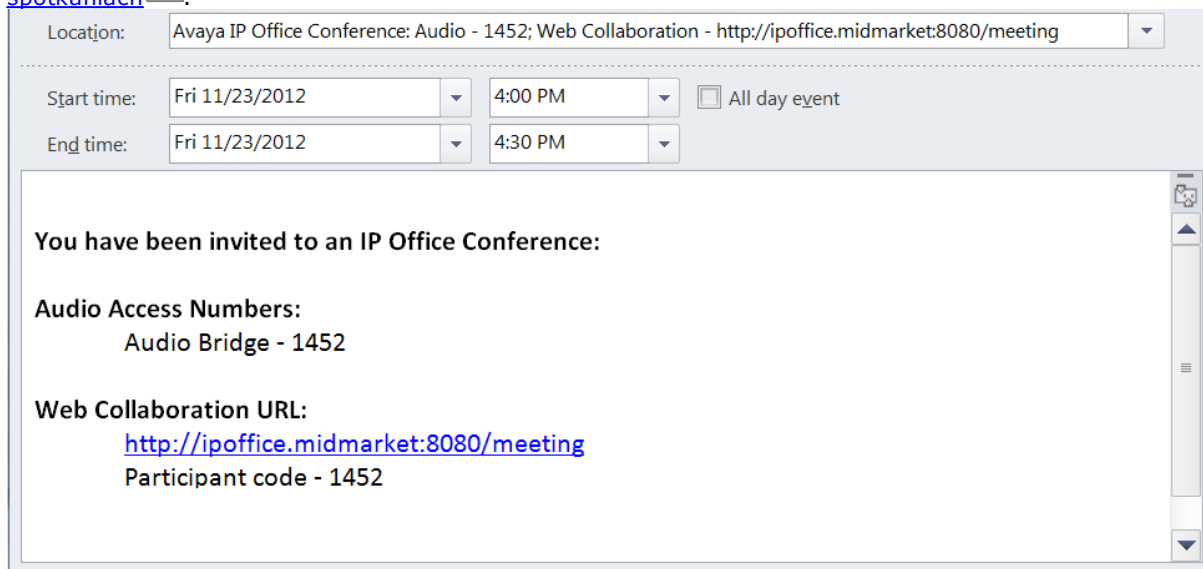 spotkaniach
Location: Avaya IP Office Conference: Audio - 1452; Web Collaboration - http://ipoffice.midmarket:8080/meeting
Start time: Fri 11/23/2012 4:00 PM All day event
End time: Fri 11/23/2012 4:30 PM
You have been invited to an IP Office Conference:
Audio Access Numbers:
Audio Bridge - 1452
Web Collaboration URL:
http://ipoffice.midmarket:8080/meeting
Participant code - 1452